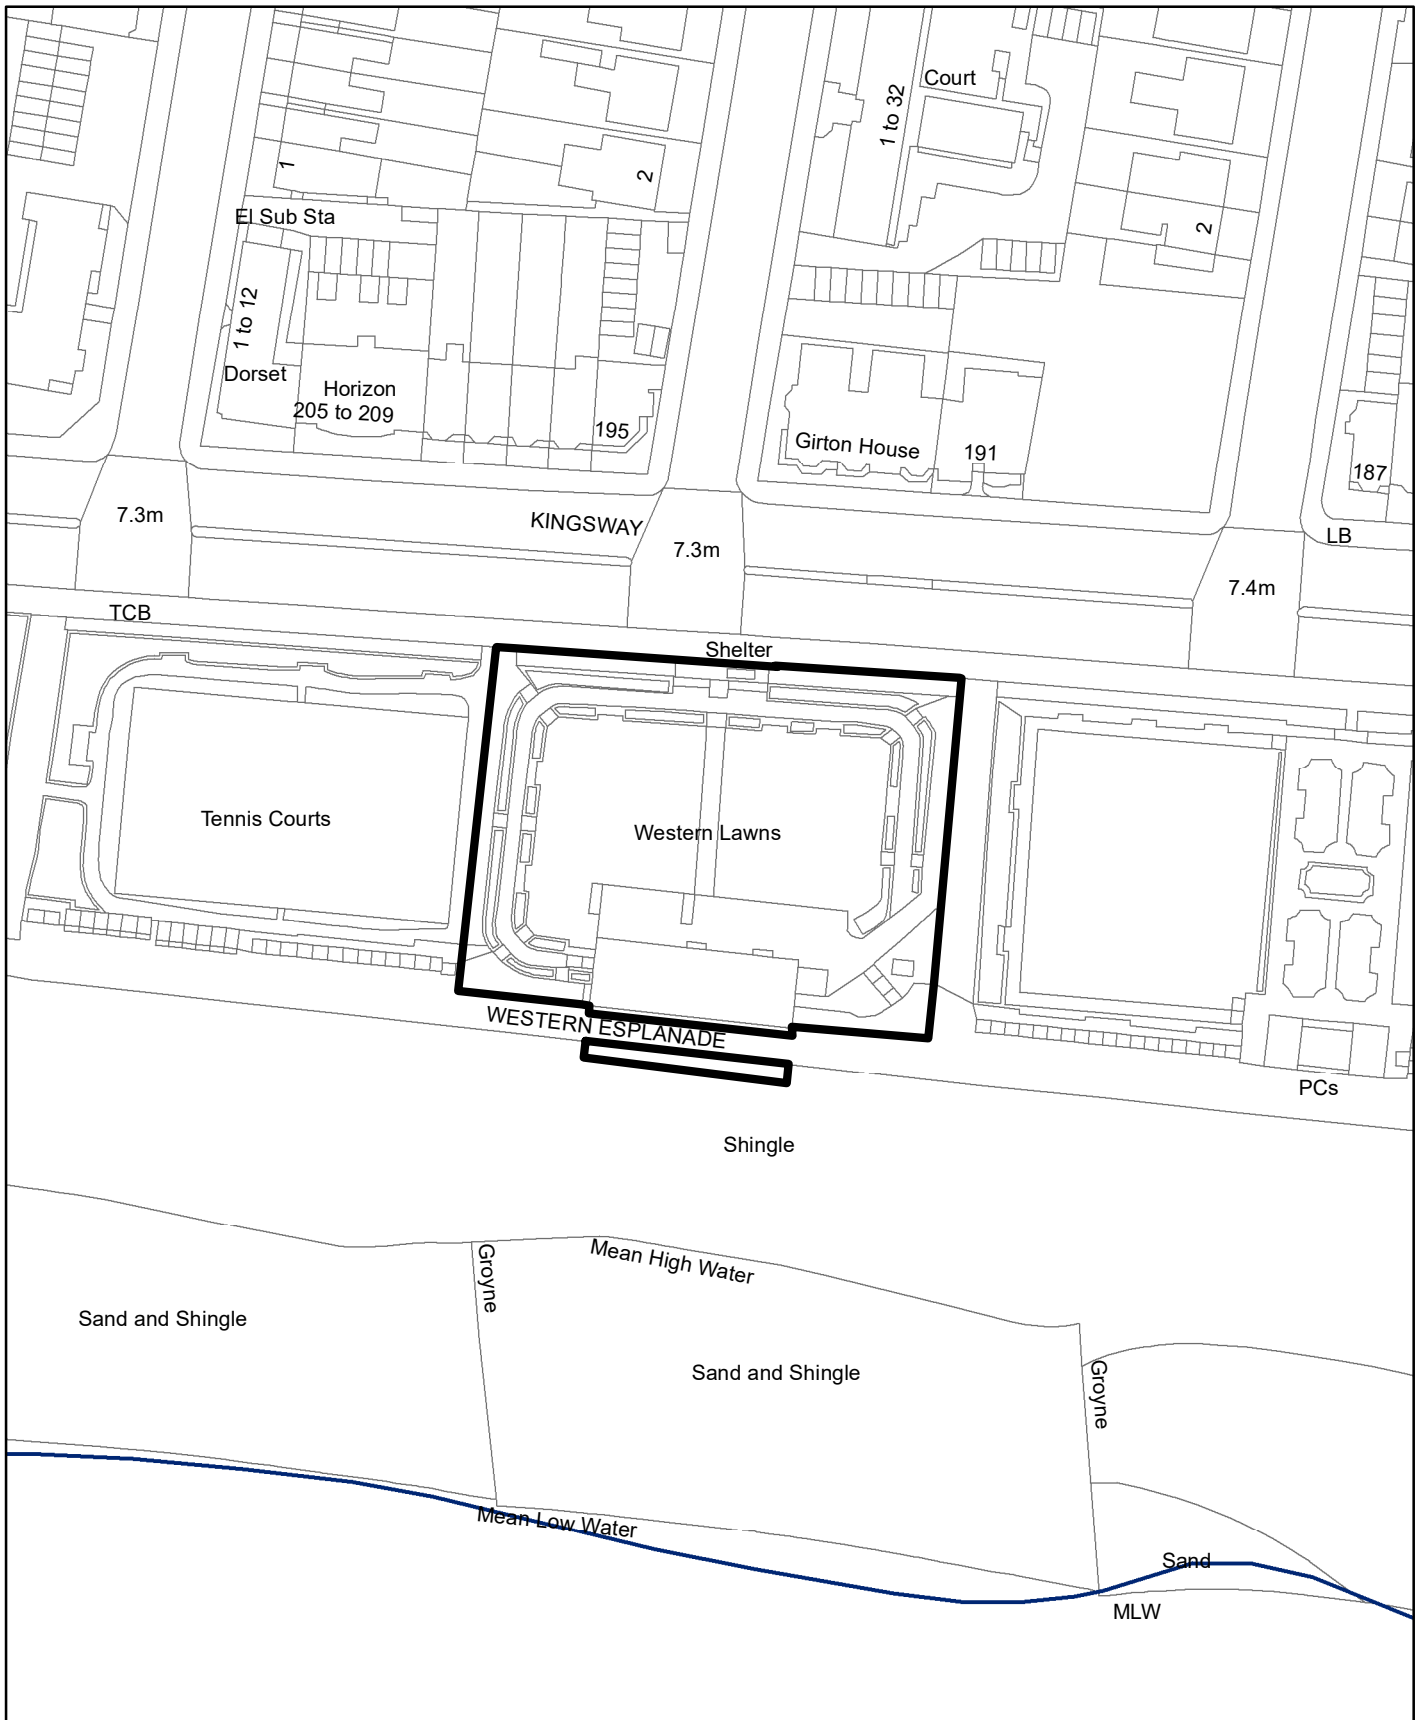 Court
1 to 32
1
2
2
El Sub Sta
1 to 12
Dorset
Horizon
205 to 209
195
Girton House
191
187
7.3m
KINGSWAY
7.3m
LB
7.4m
TCB
Shelter
Tennis Courts
Western Lawns
WESTERN ESPLANADE
PCs
Shingle
Groyne
Mean High Water
Sand and Shingle
Sand and Shingle
Groyne
Mean Low Water
Sand
MLW